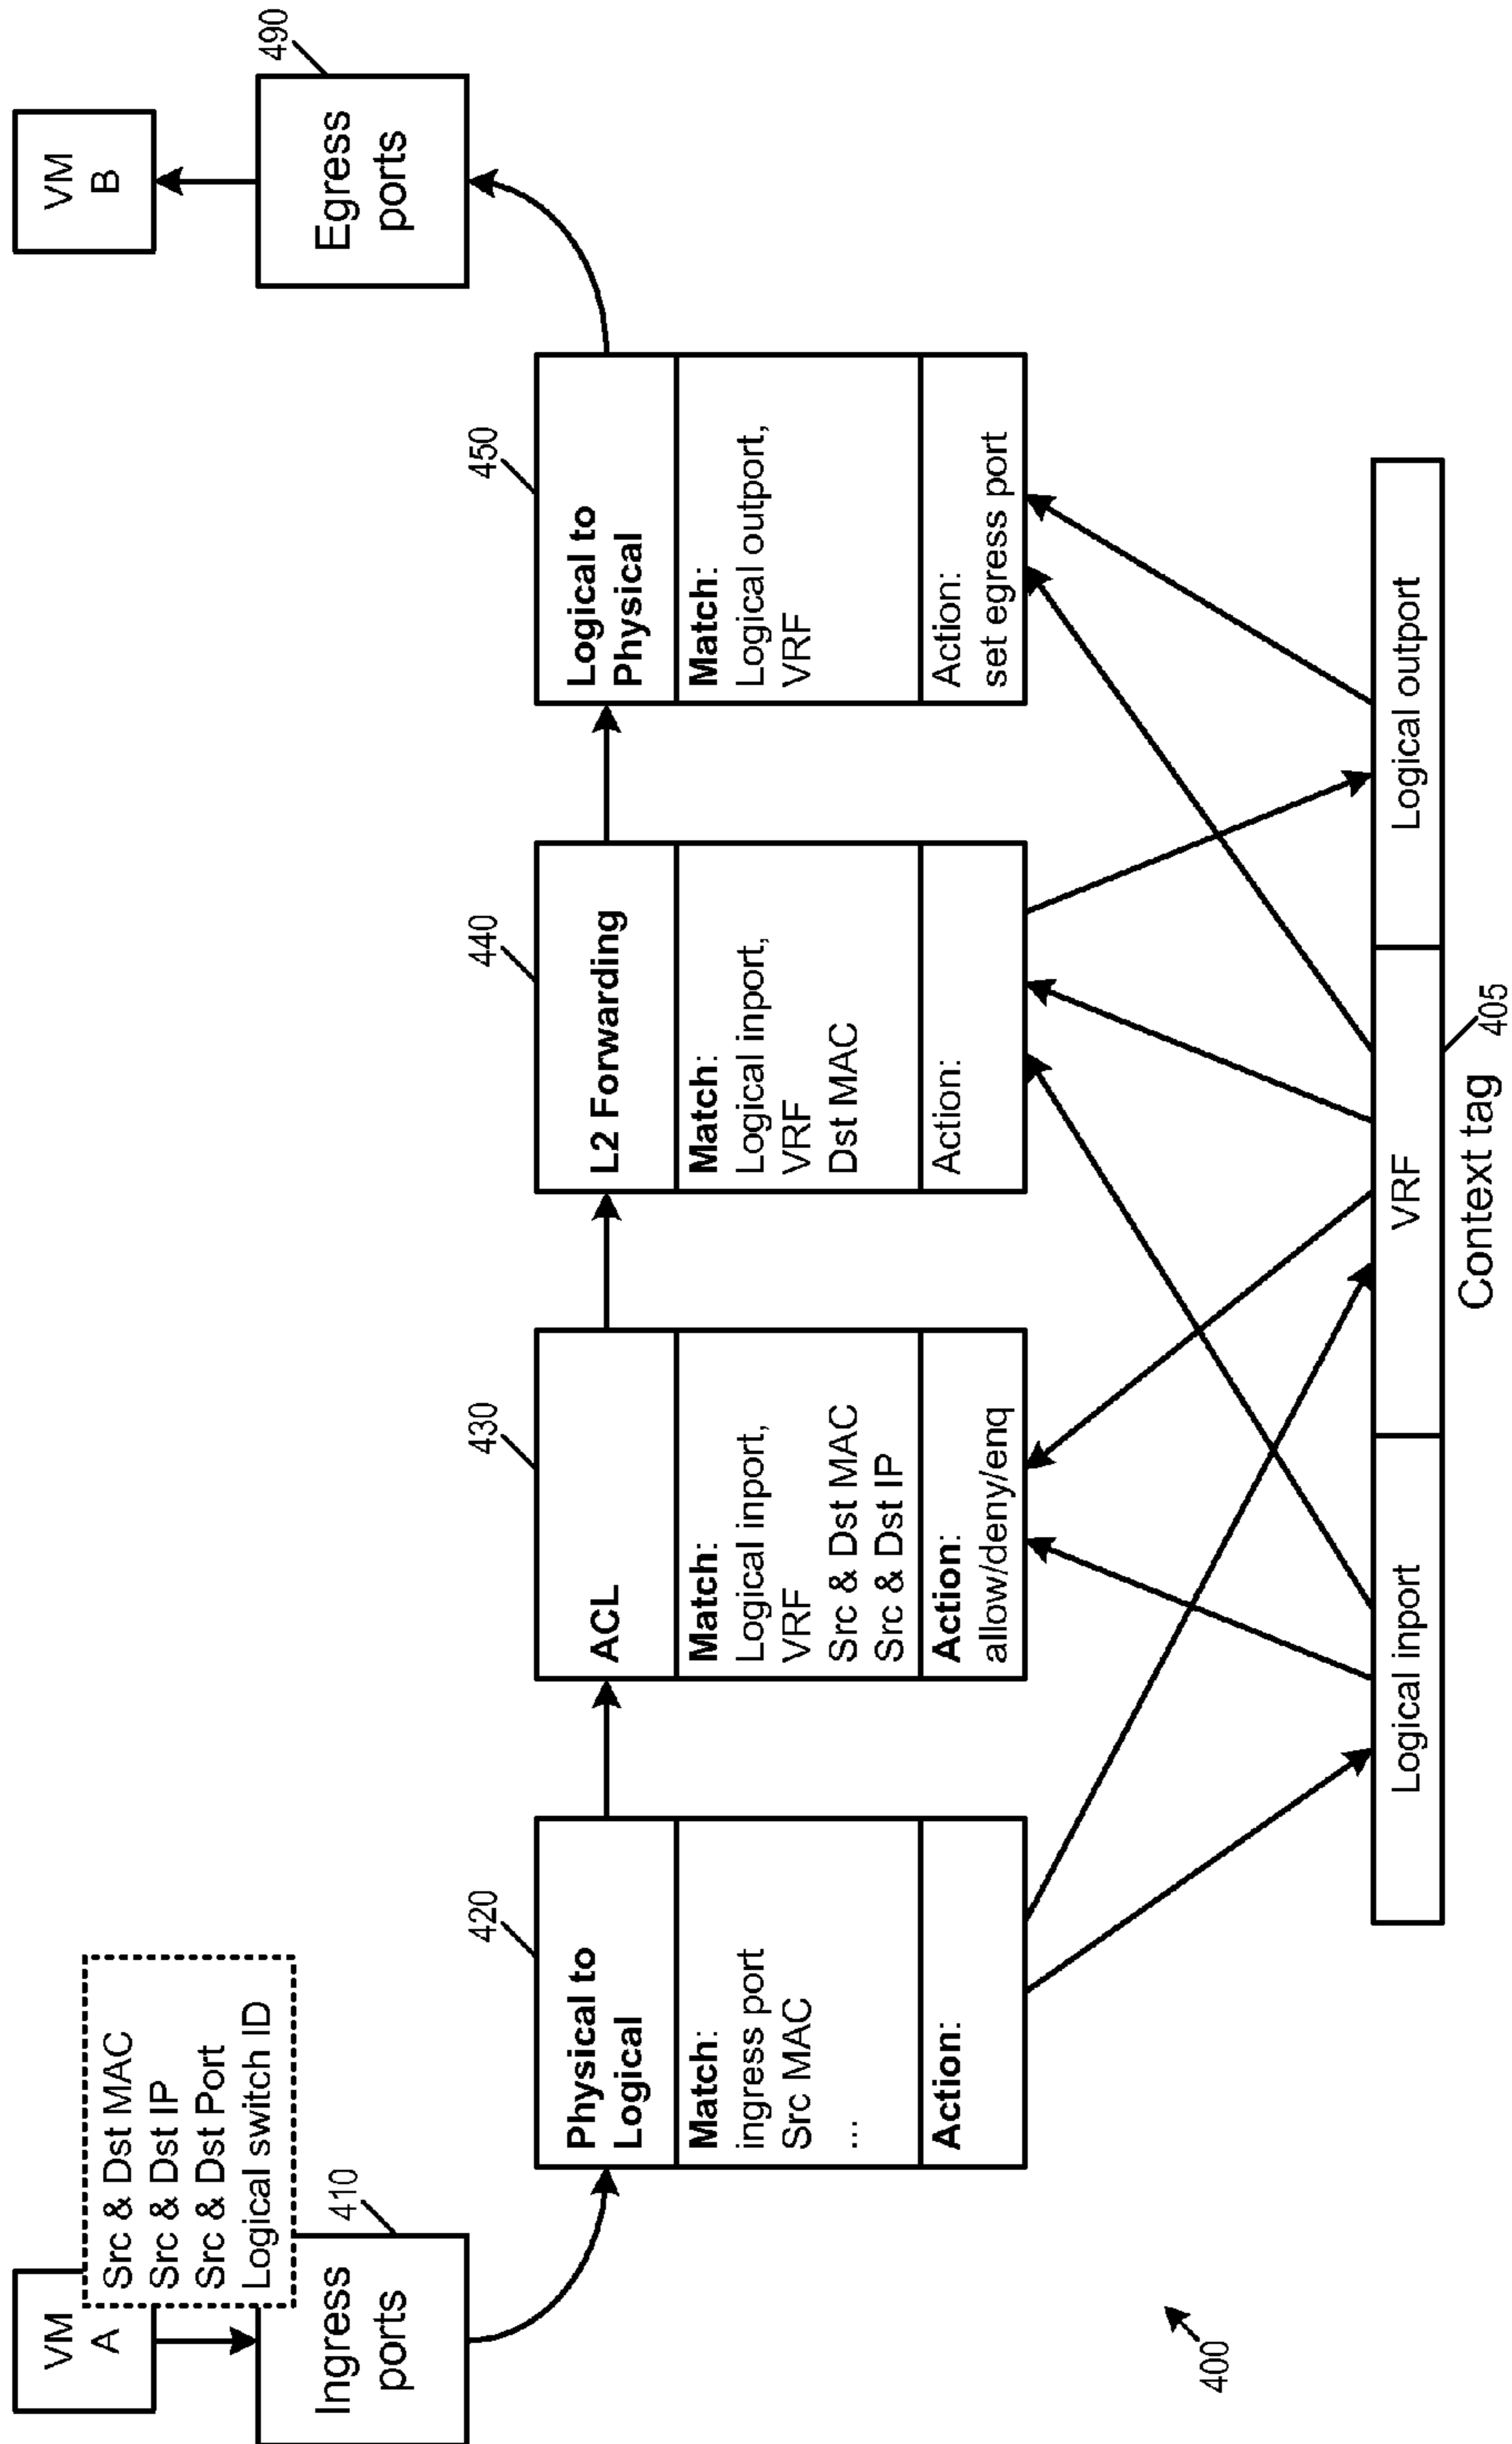 VM
A
Src & Dst MAC
Src & Dst IP
Src & Dst Port
Logical switch ID
Ingress
ports
410
420
Physical to
Logical
Match:
ingress port
Src MAC
...
Action:
430
ACL
Match:
Logical inport,
VRF
Src & Dst MAC
Src & Dst IP
Action:
allow/deny/enq
440
L2 Forwarding
Match:
Logical inport,
VRF
Dst MAC
Action:
450
Logical to
Physical
Match:
Logical outport,
VRF
Action:
set egress port
VM
B
Egress
ports
490
Logical inport
VRF
Logical outport
Context tag
405
400